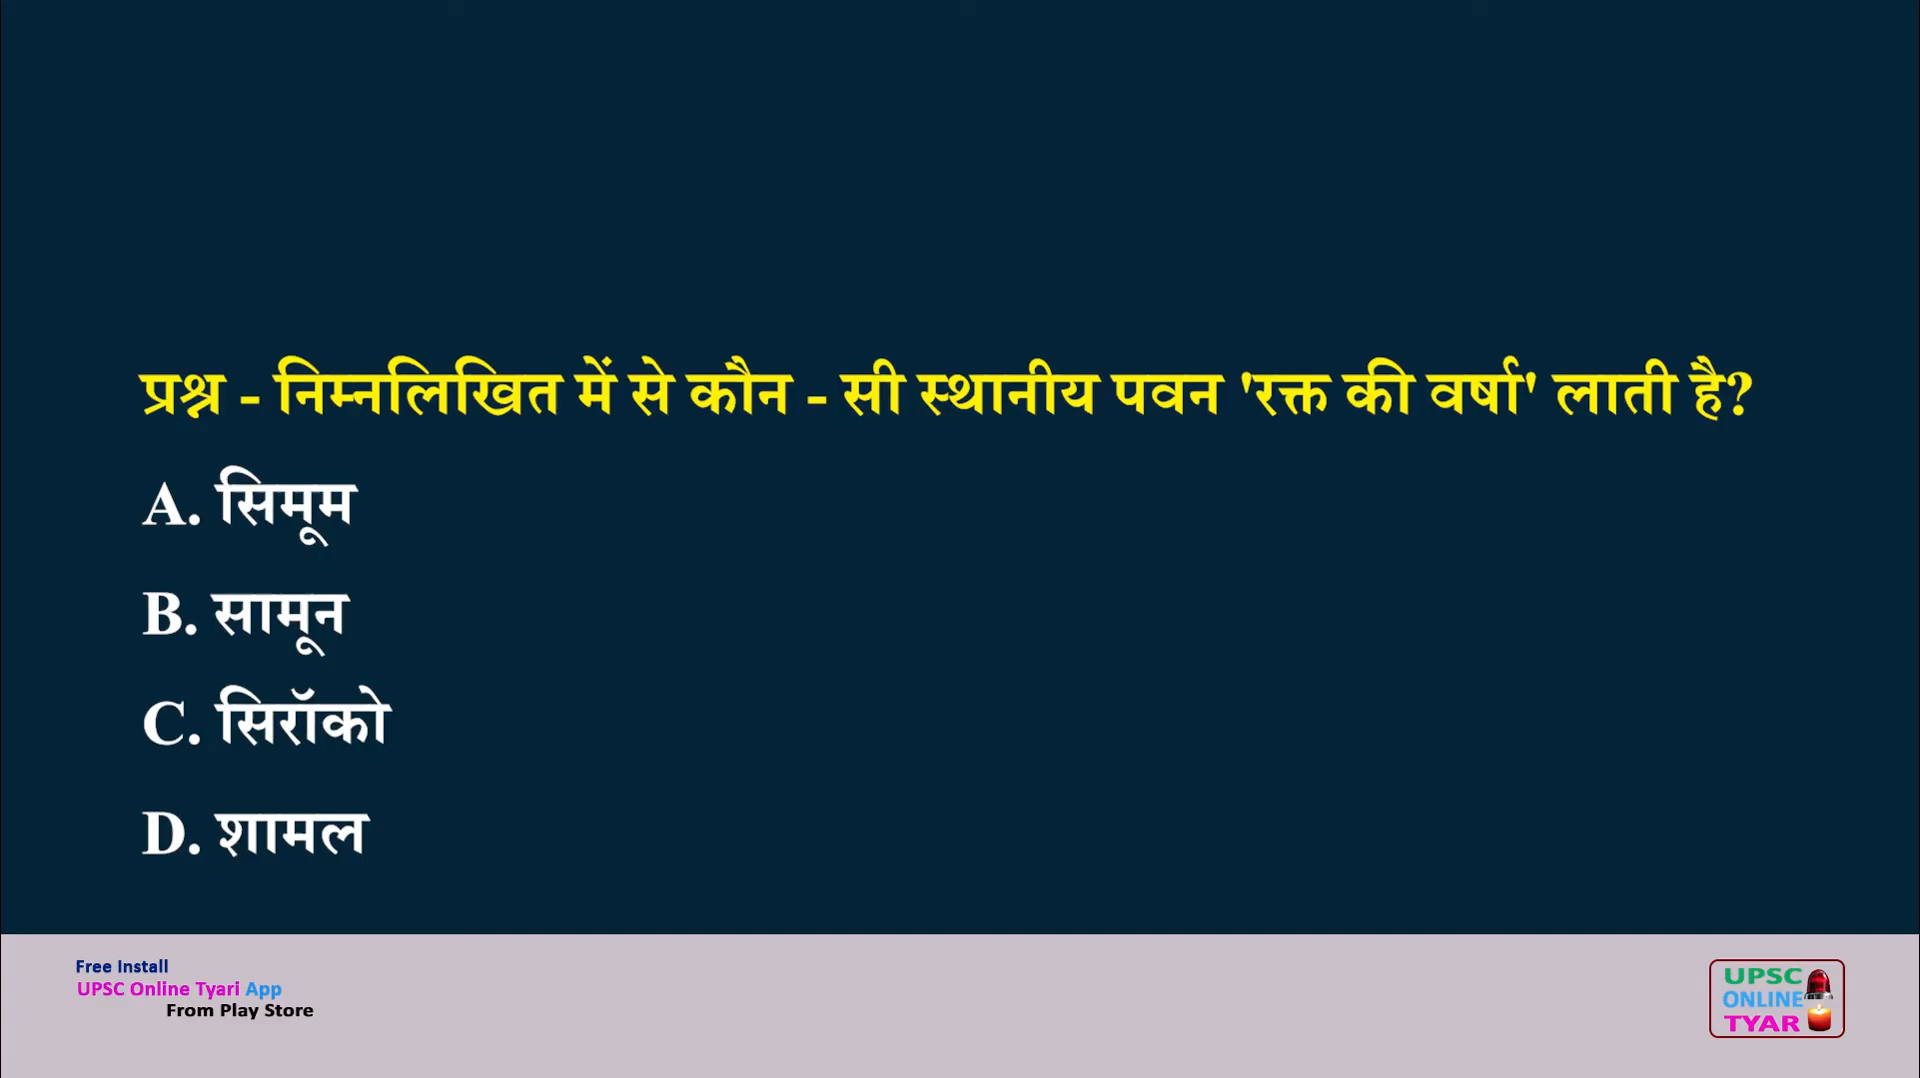 प्रश्न - निम्नलिखित में से कौन - सी स्थानीय पवन 'रक्त की वर्षा' लाती है?
A. सिमूम
B. सामून
C. सिरॉको
D. शामल
Free Install
UPSC Online Tyari App
From Play Store
UPSC
ONLINE
TYAR